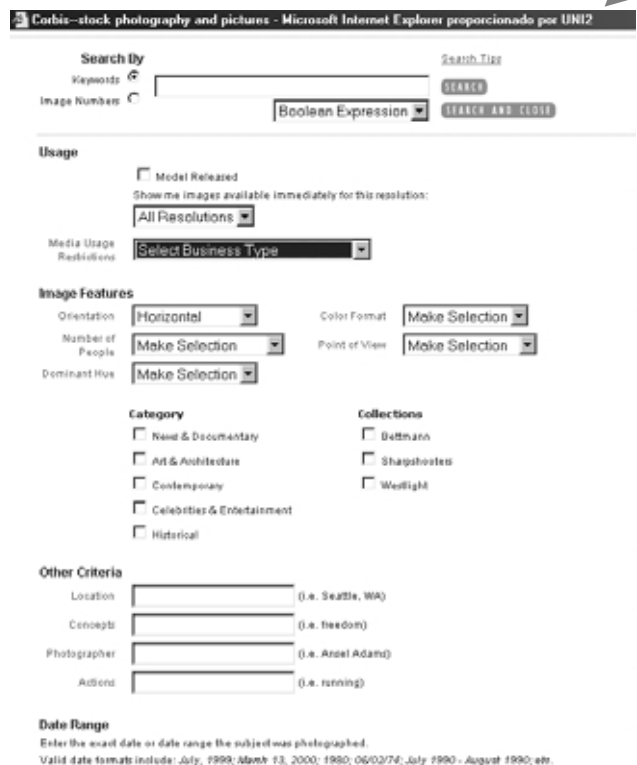 Corbis--stock photography and pictures - Microsoft Internet Explorer proporcionado por UNI2
Search By
Search Tips
Keywords
SEARCH
Image Numbers
Boolean Expression
SEARCH AND CLOSE
Usage
Model Released
Show me images available immediately for this resolution:
All Resolutions
Media Usage Restrictions
Select Business Type
Image Features
Orientation Horizontal Color Format Make Selection
Number of People Make Selection Point of View Make Selection
Dominant Hue Make Selection
Category Collections
News & Documentary Bettmann
Art & Architecture Sharpshooters
Contemporary Westlight
Celebrities & Entertainment
Historical
Other Criteria
Location (i.e. Seattle, WA)
Concepts (i.e. freedom)
Photographer (i.e. Ansel Adams)
Actions (i.e. running)
Date Range
Enter the exact date or date range the subject was photographed.
Valid date formats include: July, 1999; March 13, 2000; 1980; 06/02/74; July 1990 - August 1990; etc.